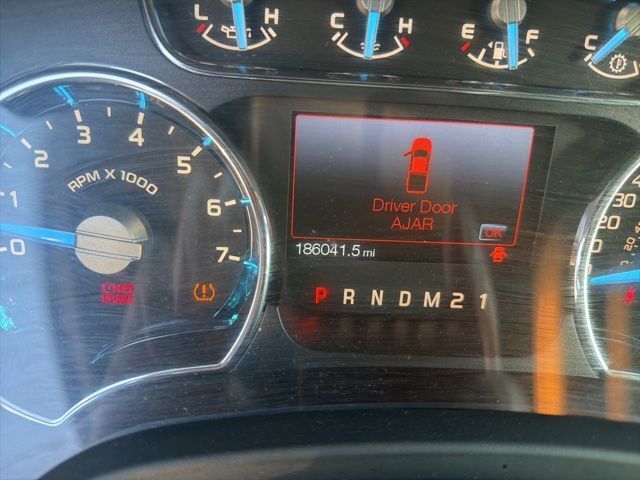 L H
C H
E F
C
0 1 2 3 4 5 6 7
RPM X 1000
Driver Door
AJAR
OK
186041.5 mi
P R N D M 2 1
BRAKE
30
20